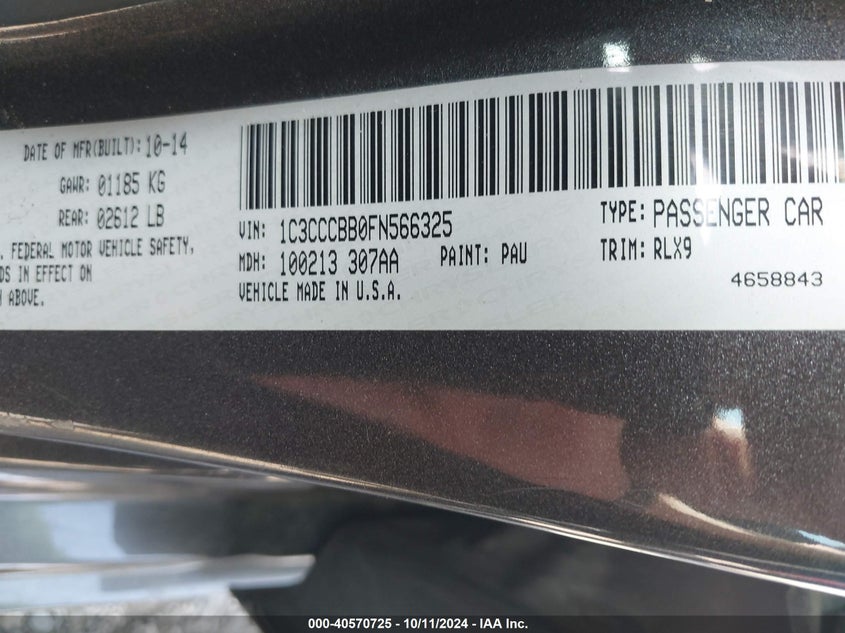 DATE OF MFR(BUILT): 10-14
GAWR: 01185 KG
REAR: 02612 LB
. FEDERAL MOTOR VEHICLE SAFETY,
DS IN EFFECT ON
ABOVE.
VIN: 1C3CCCBB0FN566325
TYPE: PASSENGER CAR
MDH: 100213 307AA
PAINT: PAU
TRIM: RLX9
VEHICLE MADE IN U.S.A.
4658843
000-40570725 - 10/11/2024 - IAA Inc.